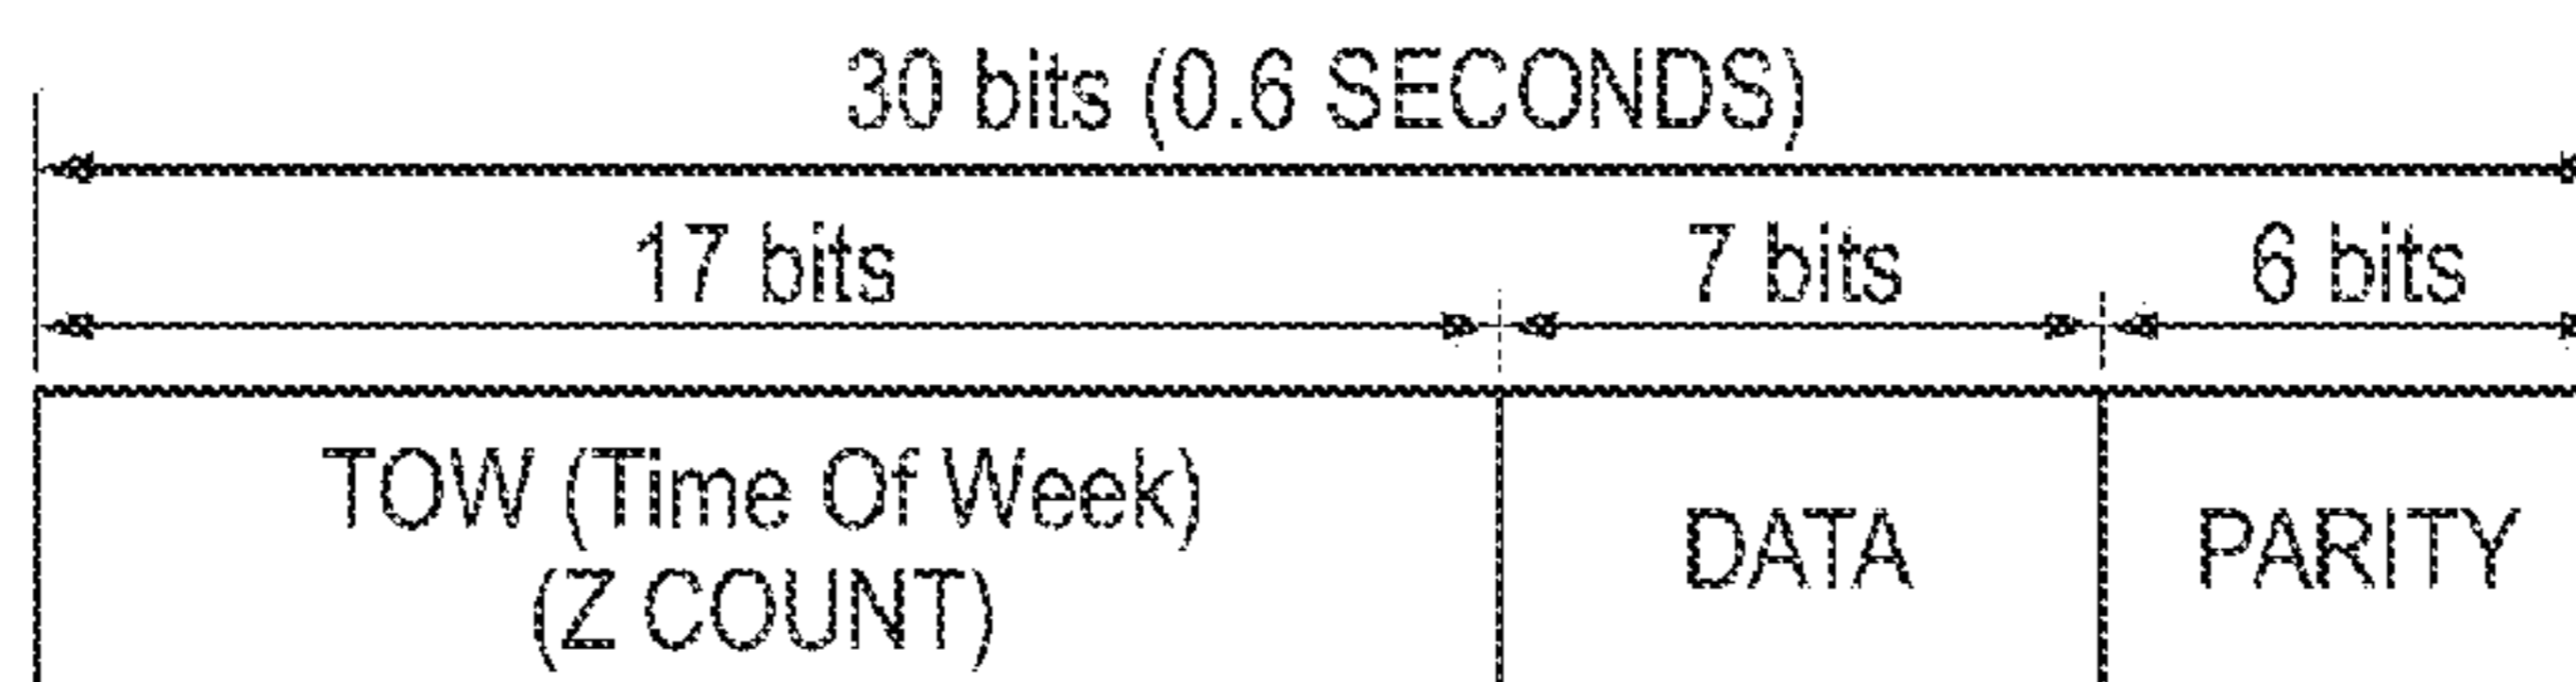 30 bits (0.6 SECONDS)
17 bits 7 bits 6 bits
TOW (Time Of Week)
(Z COUNT)
DATA
PARITY